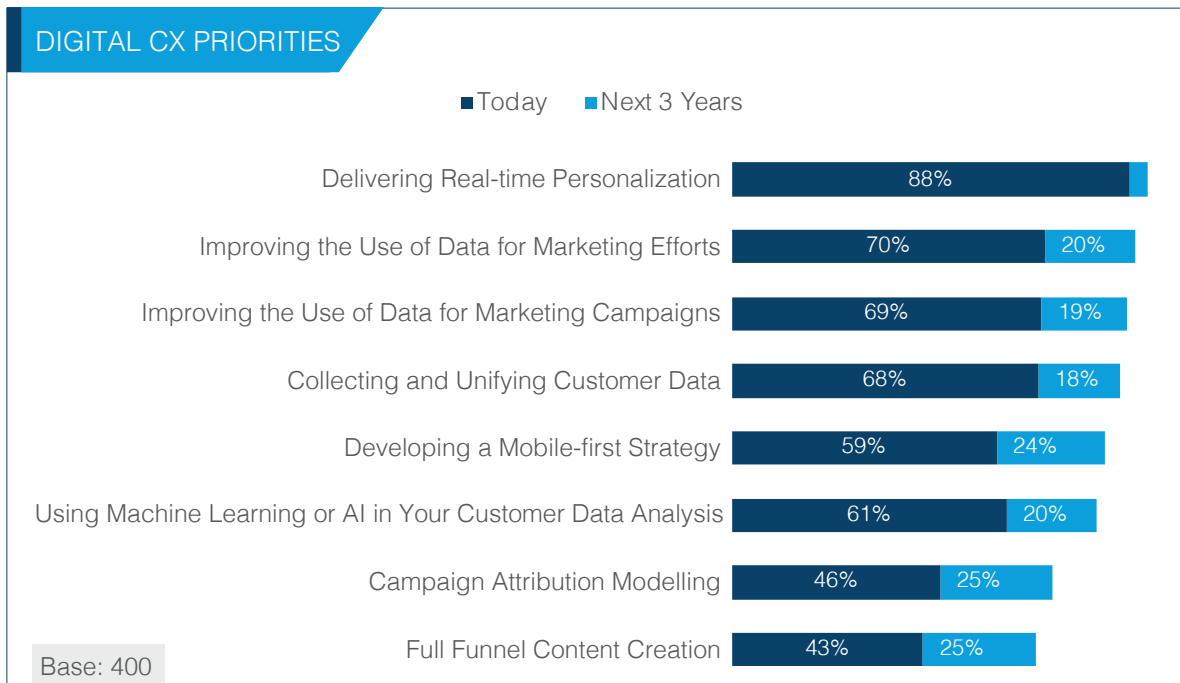 DIGITAL CX PRIORITIES
Today Next 3 Years
Delivering Real-time Personalization 88%
Improving the Use of Data for Marketing Efforts 70% 20%
Improving the Use of Data for Marketing Campaigns 69% 19%
Collecting and Unifying Customer Data 68% 18%
Developing a Mobile-first Strategy 59% 24%
Using Machine Learning or AI in Your Customer Data Analysis 61% 20%
Campaign Attribution Modelling 46% 25%
Full Funnel Content Creation 43% 25%
Base: 400